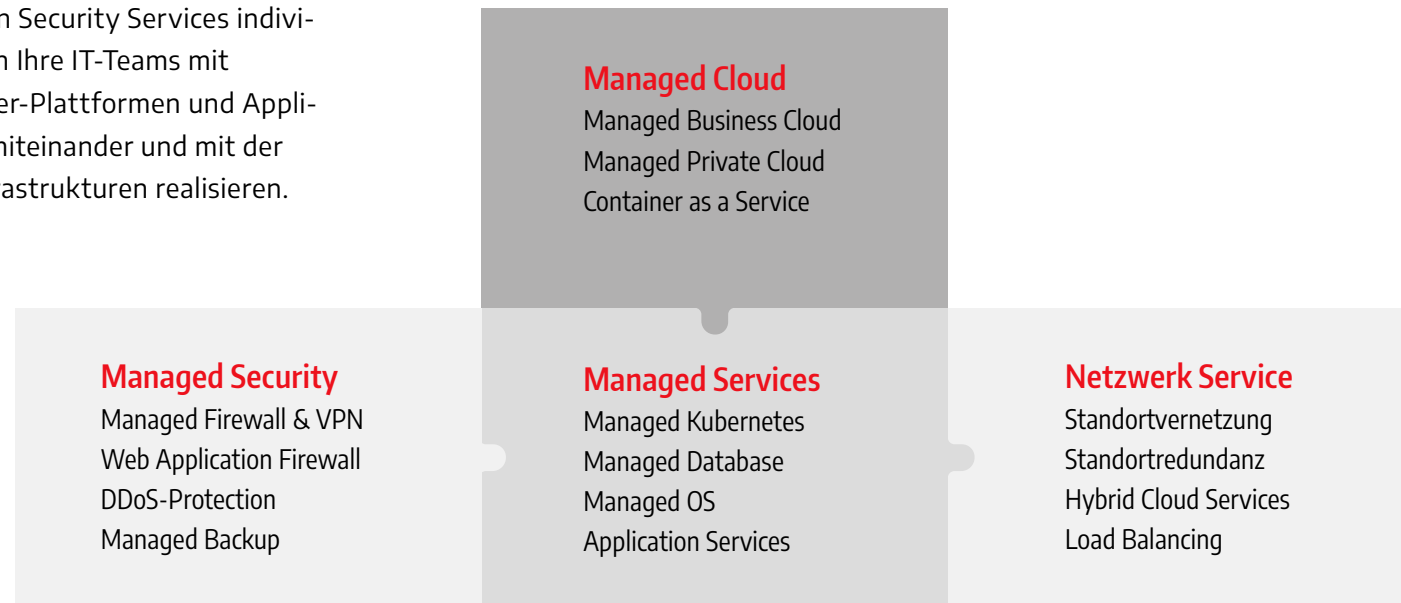 n Security Services indivi-
n Ihre IT-Teams mit
er-Plattformen und Appli-
niteinander und mit der
rastrukturen realisieren.
Managed Cloud
Managed Business Cloud
Managed Private Cloud
Container as a Service
Managed Security
Managed Firewall & VPN
Web Application Firewall
DDoS-Protection
Managed Backup
Managed Services
Managed Kubernetes
Managed Database
Managed OS
Application Services
Netzwerk Service
Standortvernetzung
Standortredundanz
Hybrid Cloud Services
Load Balancing